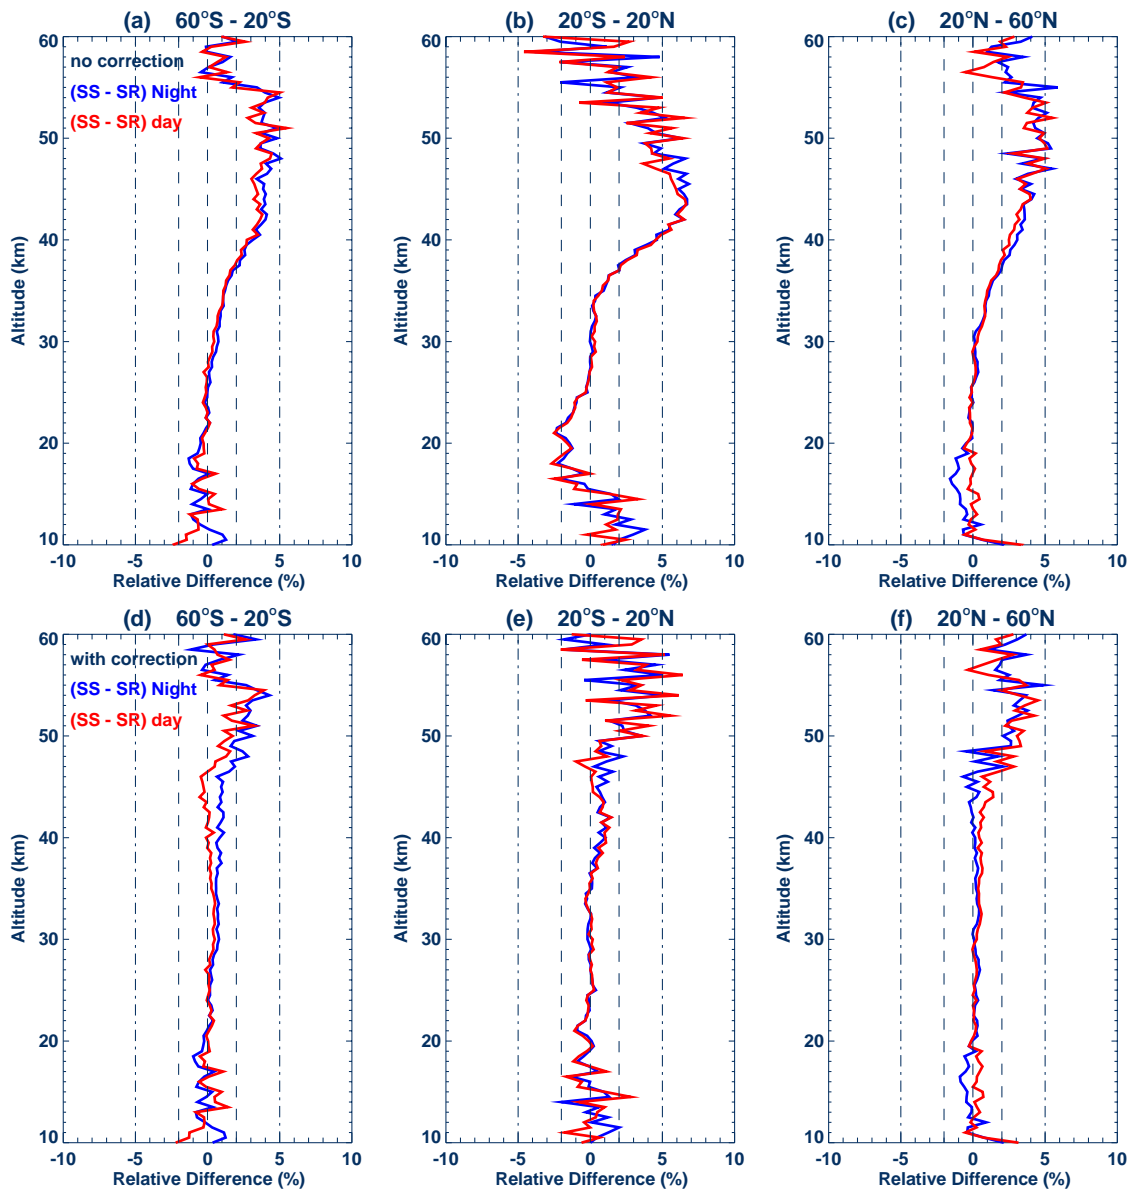 (a) 60°S - 20°S
(b) 20°S - 20°N
(c) 20°N - 60°N
no correction
(SS - SR) Night
(SS - SR) day
60
50
40
30
20
10
Altitude (km)
-10 -5 0 5 10
Relative Difference (%)
60
50
40
30
20
10
Altitude (km)
-10 -5 0 5 10
Relative Difference (%)
60
50
40
30
20
10
Altitude (km)
-10 -5 0 5 10
Relative Difference (%)
(d) 60°S - 20°S
(e) 20°S - 20°N
(f) 20°N - 60°N
with correction
(SS - SR) Night
(SS - SR) day
60
50
40
30
20
10
Altitude (km)
-10 -5 0 5 10
Relative Difference (%)
60
50
40
30
20
10
Altitude (km)
-10 -5 0 5 10
Relative Difference (%)
60
50
40
30
20
10
Altitude (km)
-10 -5 0 5 10
Relative Difference (%)